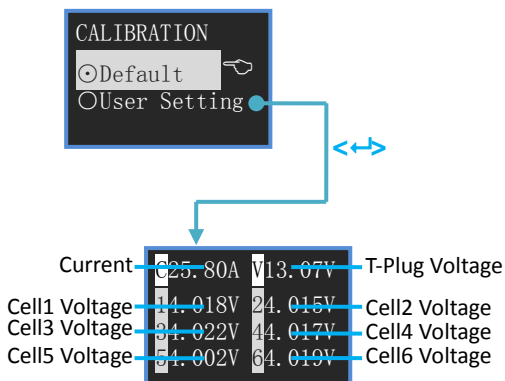 CALIBRATION
⊙Default
○User Setting
<↵>
Current C25.80A V13.07V T-Plug Voltage
Cell1 Voltage 14.018V 24.015V Cell2 Voltage
Cell3 Voltage 34.022V 44.017V Cell4 Voltage
Cell5 Voltage 54.002V 64.019V Cell6 Voltage